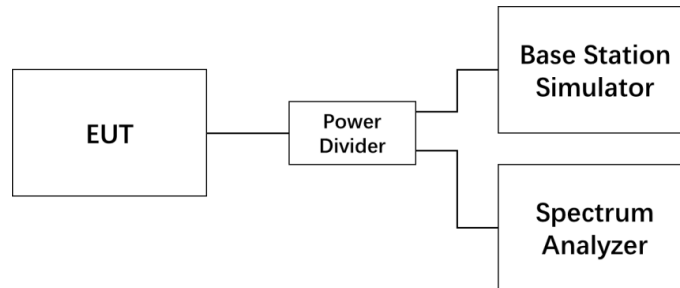 EUT
Power
Divider
Base Station
Simulator
Spectrum
Analyzer